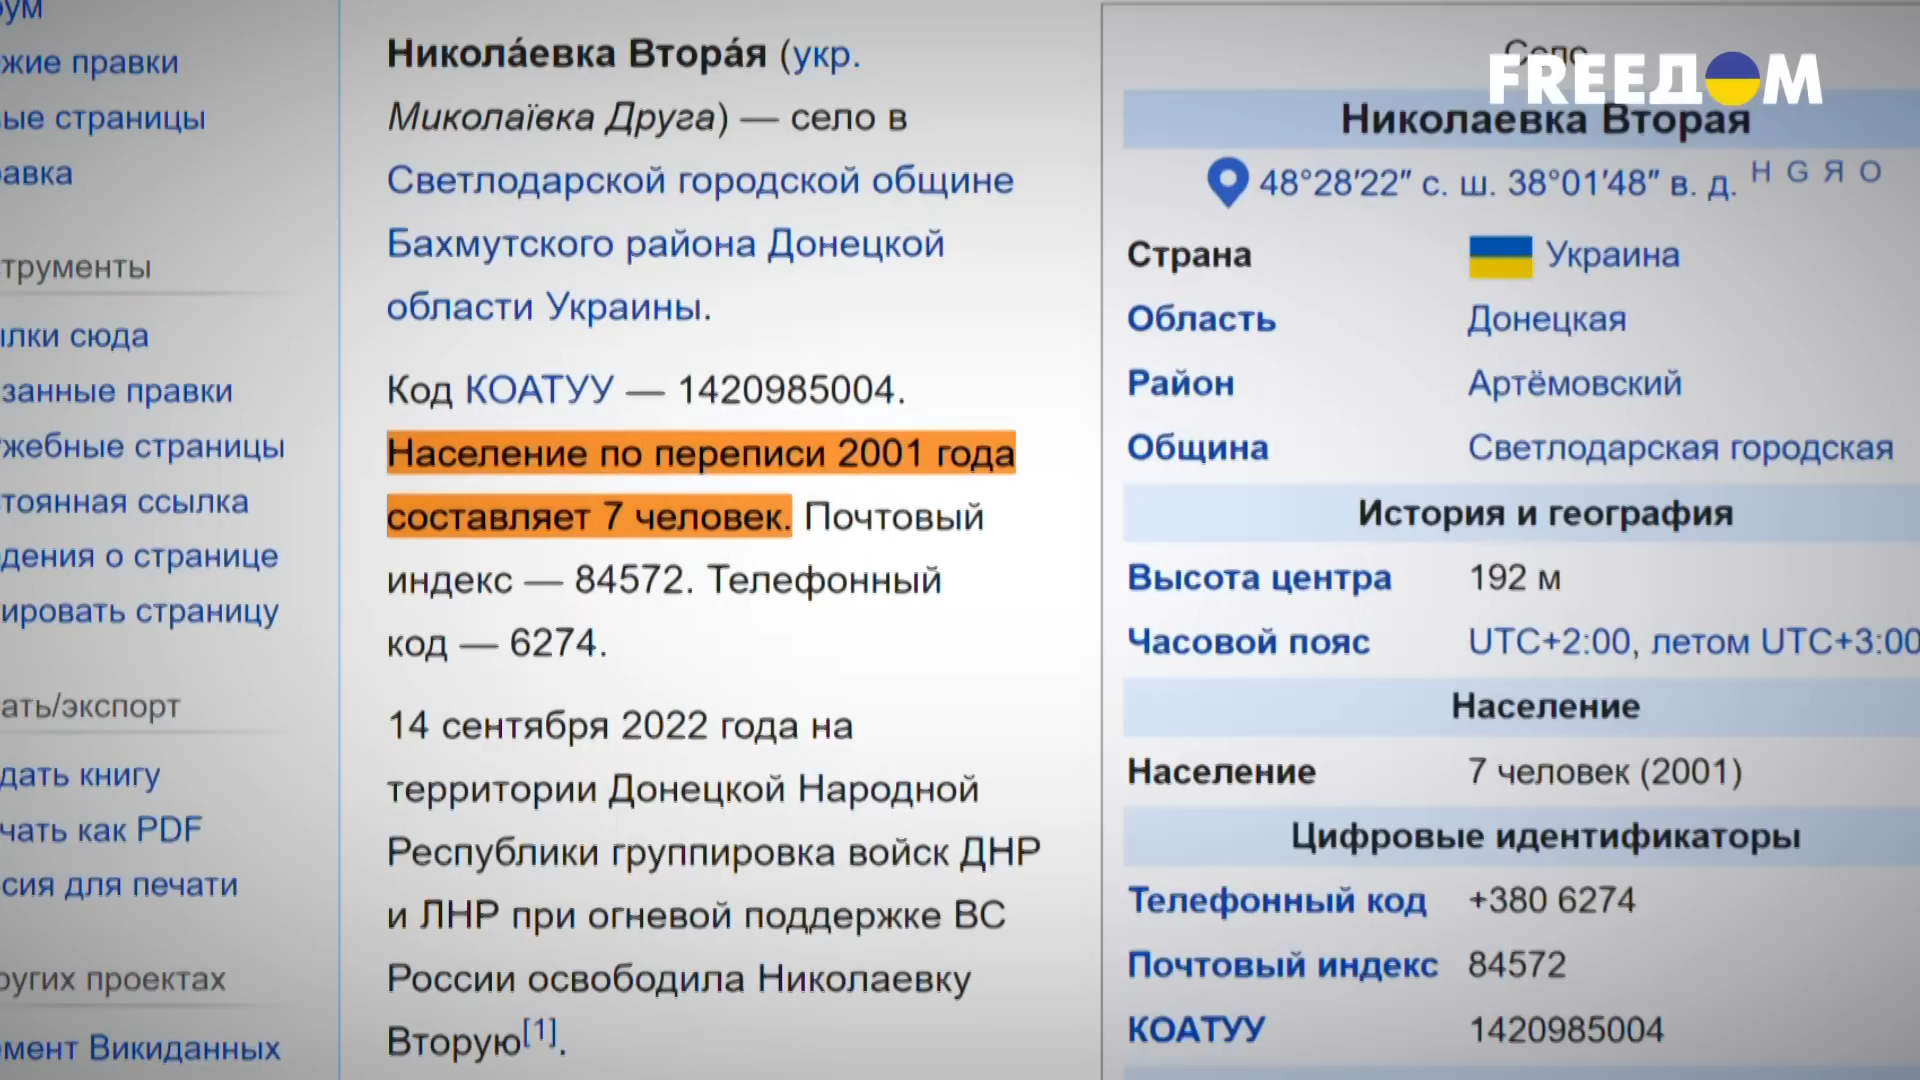 жие правки
ые страницы
равка
трументы
лки сюда
занные правки
ужебные страницы
тоянная ссылка
дения о странице
ировать страницу
ать/экспорт
дать книгу
чать как PDF
сия для печати
ругих проектах
мент Викиданных
Никола́евка Втора́я (укр.
Миколаївка Друга) — село в
Светлодарской городской общине
Бахмутского района Донецкой
области Украины.
Код КОАТУУ — 1420985004.
Население по переписи 2001 года
составляет 7 человек. Почтовый
индекс — 84572. Телефонный
код — 6274.
14 сентября 2022 года на
территории Донецкой Народной
Республики группировка войск ДНР
и ЛНР при огневой поддержке ВС
России освободила Николаевку
Вторую[1].
Село
FREEДOM
Николаевка Вторая
48°28′22″ с. ш. 38°01′48″ в. д. H G Я O
Страна Украина
Область Донецкая
Район Артёмовский
Община Светлодарская городская
История и география
Высота центра 192 м
Часовой пояс UTC+2:00, летом UTC+3:00
Население
Население 7 человек (2001)
Цифровые идентификаторы
Телефонный код +380 6274
Почтовый индекс 84572
КОАТУУ 1420985004